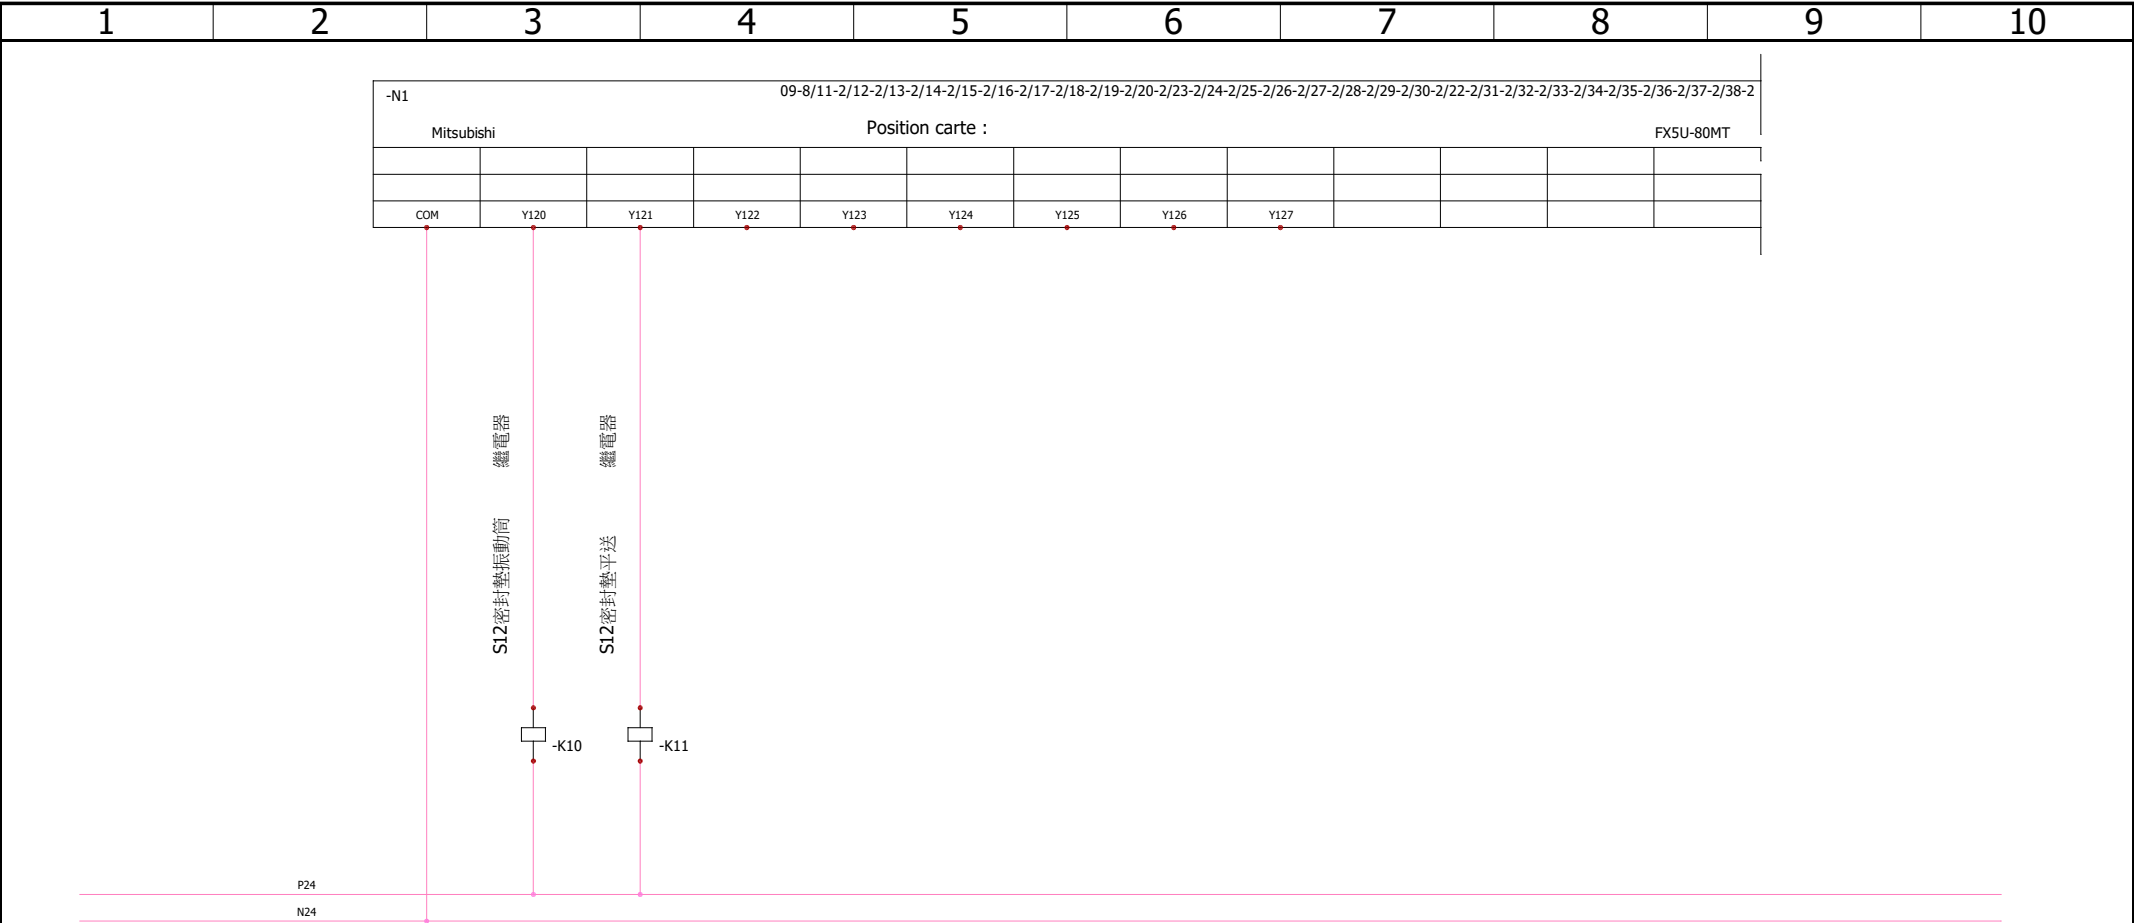 1 2 3 4 5 6 7 8 9 10
-N1 09-8/11-2/12-2/13-2/14-2/15-2/16-2/17-2/18-2/19-2/20-2/23-2/24-2/25-2/26-2/27-2/28-2/29-2/30-2/22-2/31-2/32-2/33-2/34-2/35-2/36-2/37-2/38-2
Mitsubishi Position carte : FX5U-80MT
COM Y120 Y121 Y122 Y123 Y124 Y125 Y126 Y127
S12密封墊振動筒 繼電器
S12密封墊平送 繼電器
-K10 -K11
P24
N24